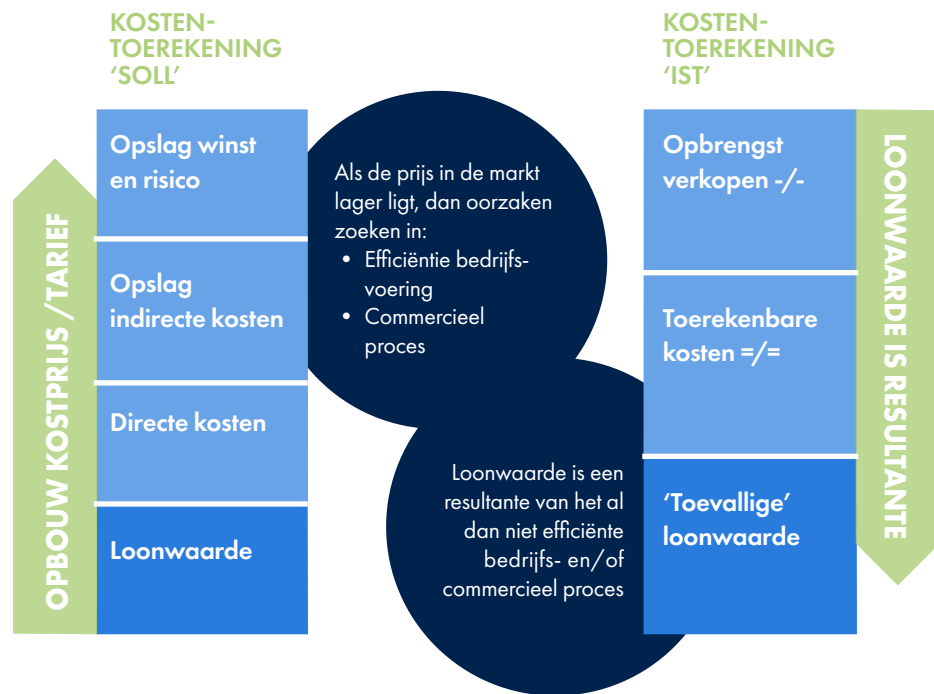 KOSTEN-
TOEREKENING
‘SOLL’
OPBOUW KOSTPRIJS /TARIEF
Opslag winst
en risico
Opslag
indirecte kosten
Directe kosten
Loonwaarde
Als de prijs in de markt
lager ligt, dan oorzaken
zoeken in:
• Efficiëntie bedrijfs-
voering
• Commercieel
proces
Loonwaarde is een
resultante van het al
dan niet efficiënte
bedrijfs- en/of
commercieel proces
KOSTEN-
TOEREKENING
‘IST’
Opbrengst
verkopen -/-
Toerekenbare
kosten =/=
‘Toevallige’
loonwaarde
LOONWAARDE IS RESULTANTE